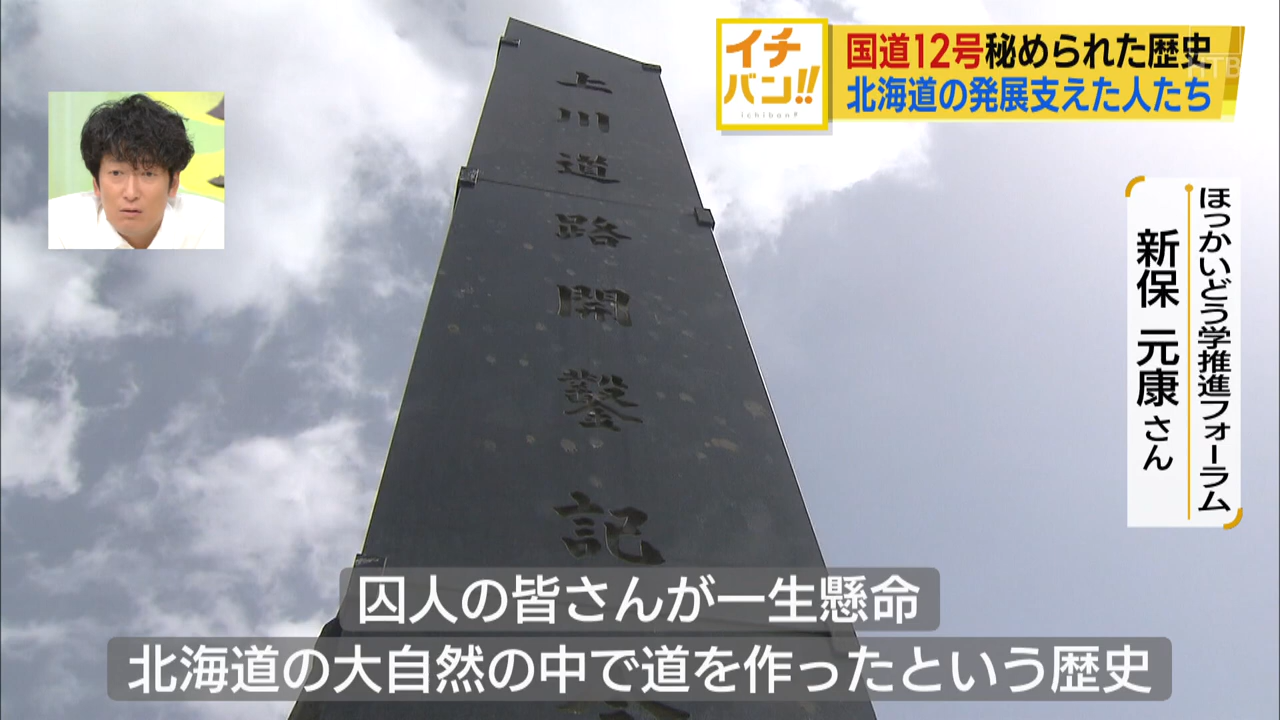 イチバン!!
ichiban!!
国道12号秘められた歴史
北海道の発展支えた人たち
HTB
ほっかいどう学推進フォーラム
新保 元康さん
上川道路開鑿記
囚人の皆さんが一生懸命
北海道の大自然の中で道を作ったという歴史